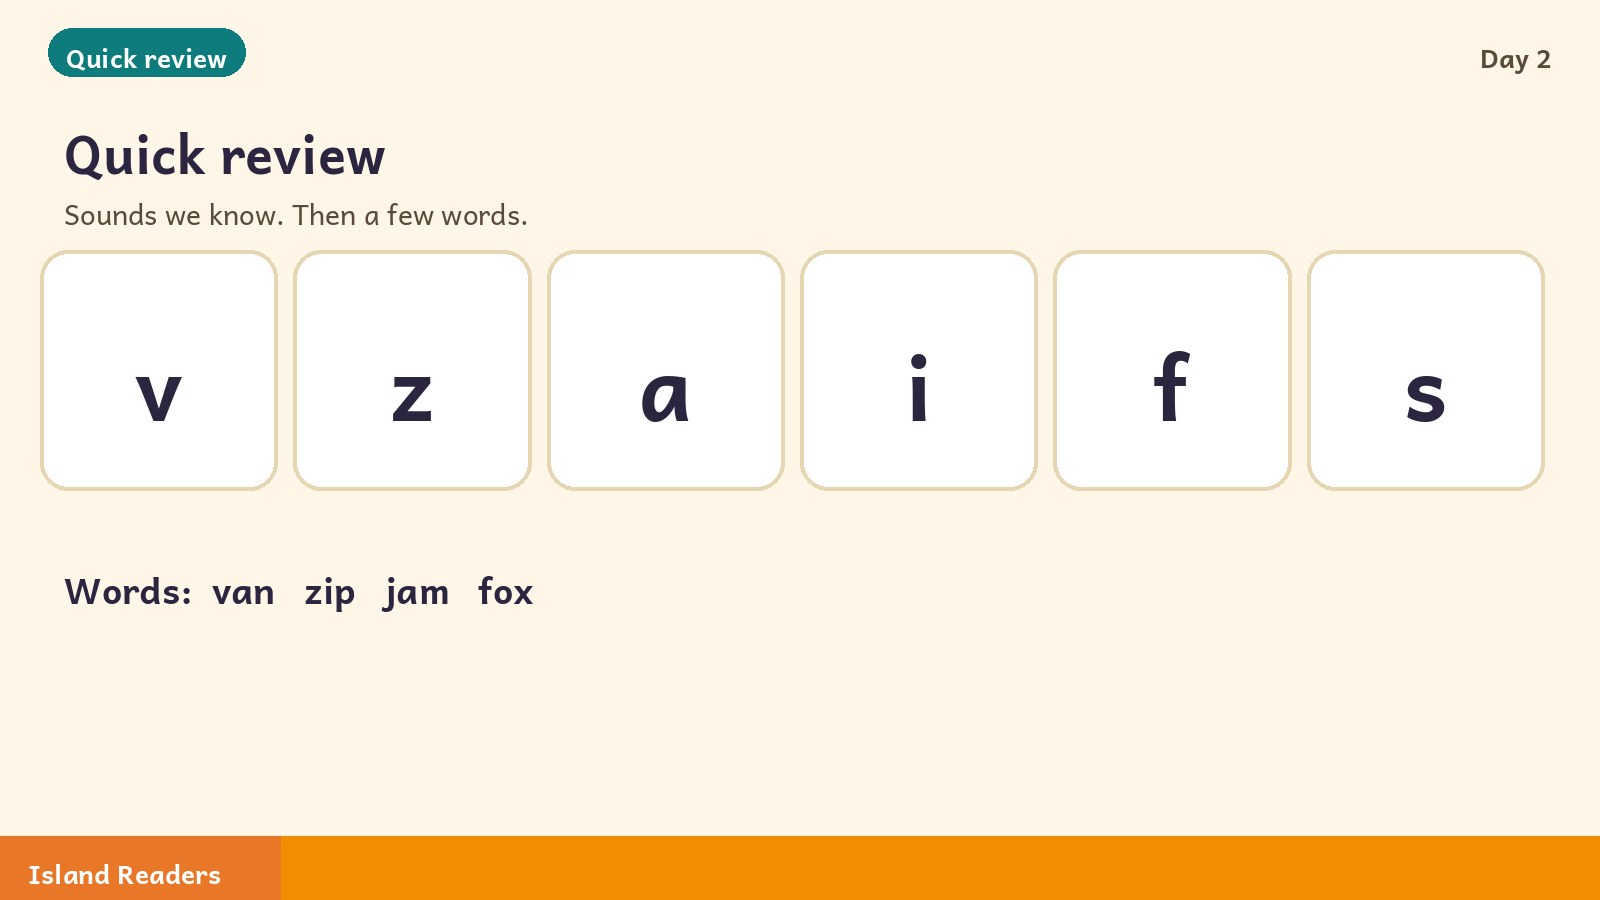 Quick review
Day 2
Quick review
Sounds we know. Then a few words.
v z a i f s
Words: van zip jam fox
Island Readers